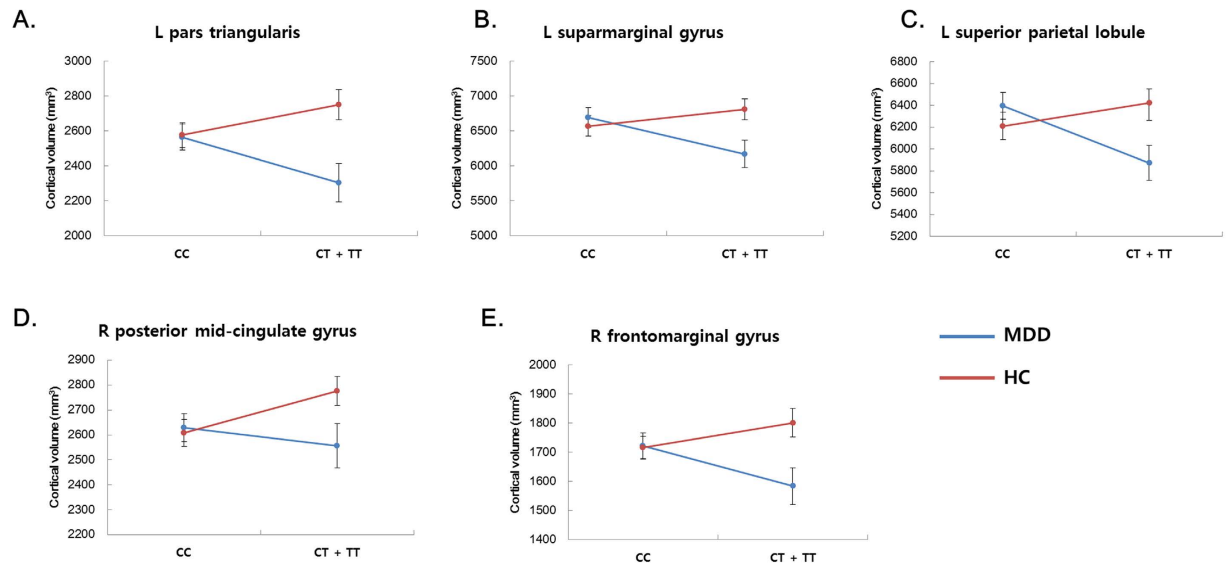 A.
L pars triangularis
Cortical volume (mm³)
3000
2800
2600
2400
2200
2000
CC
CT + TT
B.
L suparmarginal gyrus
Cortical volume (mm³)
7500
7000
6500
6000
5500
5000
CC
CT + TT
C.
L superior parietal lobule
Cortical volume (mm³)
6800
6600
6400
6200
6000
5800
5600
5400
5200
CC
CT + TT
D.
R posterior mid-cingulate gyrus
Cortical volume (mm³)
2900
2800
2700
2600
2500
2400
2300
2200
CC
CT + TT
E.
R frontomarginal gyrus
Cortical volume (mm³)
2000
1900
1800
1700
1600
1500
1400
CC
CT + TT
MDD
HC